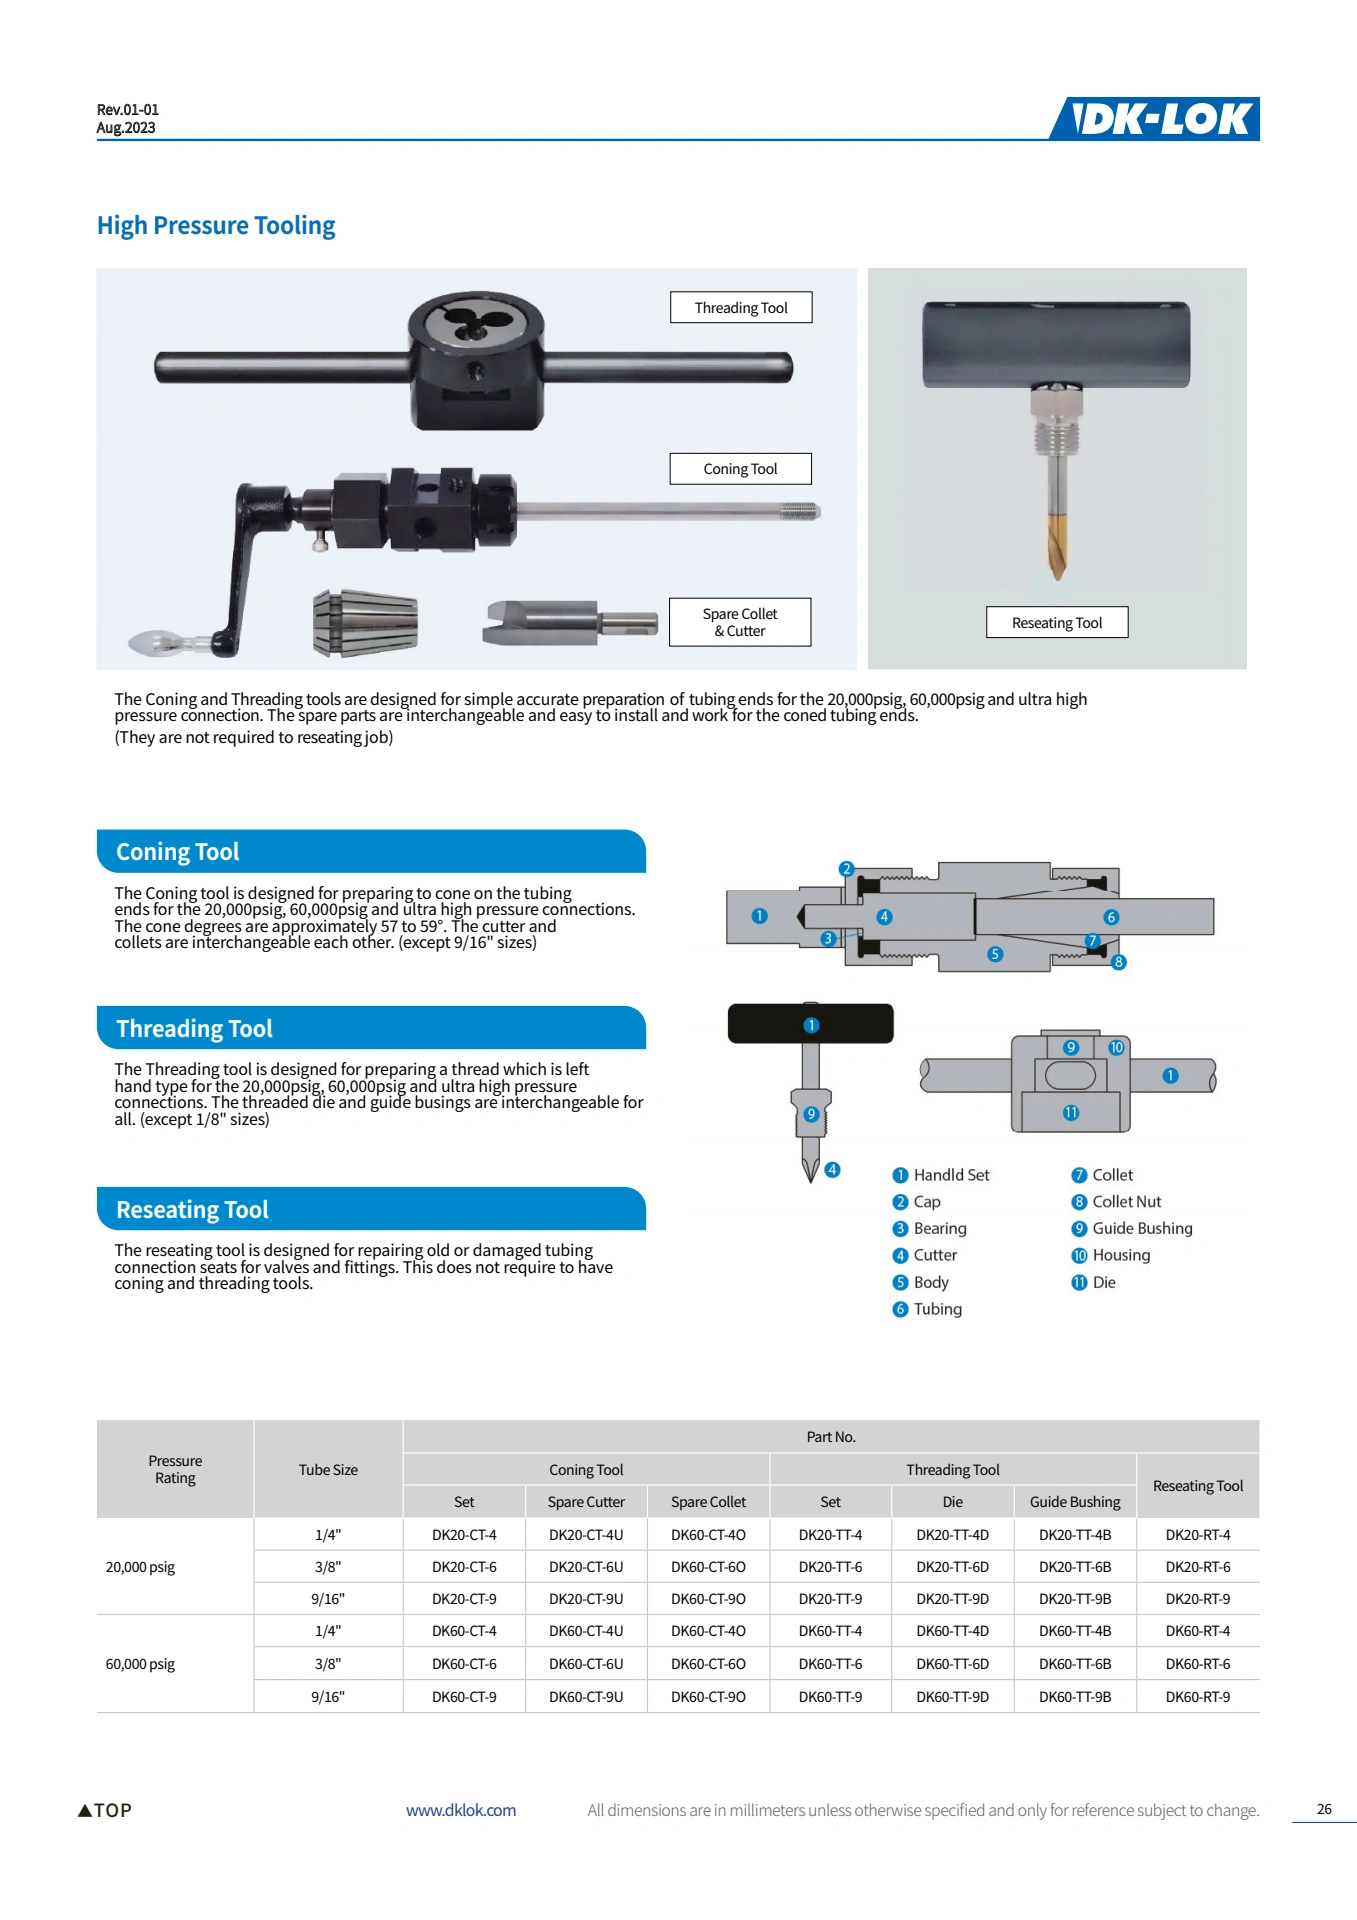 Rev.01-01
Aug.2023
DK-LOK
High Pressure Tooling
Threading Tool
Coning Tool
Spare Collet
& Cutter
Reseating Tool
The Coning and Threading tools are designed for simple accurate preparation of tubing ends for the 20,000psig, 60,000psig and ultra high
pressure connection. The spare parts are interchangeable and easy to install and work for the coned tubing ends.
(They are not required to reseating job)
Coning Tool
The Coning tool is designed for preparing to cone on the tubing
ends for the 20,000psig, 60,000psig and ultra high pressure connections.
The cone degrees are approximately 57 to 59°. The cutter and
collets are interchangeable each other. (except 9/16" sizes)
2
1
4
6
3
7
5
8
Threading Tool
The Threading tool is designed for preparing a thread which is left
hand type for the 20,000psig, 60,000psig and ultra high pressure
connections. The threaded die and guide busings are interchangeable for
all. (except 1/8" sizes)
1
9
4
9 10
1
11
Reseating Tool
The reseating tool is designed for repairing old or damaged tubing
connection seats for valves and fittings. This does not require to have
coning and threading tools.
1 Handld Set
2 Cap
3 Bearing
4 Cutter
5 Body
6 Tubing
7 Collet
8 Collet Nut
9 Guide Bushing
10 Housing
11 Die
Pressure
Rating
Tube Size
Part No.
Coning Tool Threading Tool Reseating Tool
Set Spare Cutter Spare Collet Set Die Guide Bushing
20,000 psig
1/4" DK20-CT-4 DK20-CT-4U DK60-CT-4O DK20-TT-4 DK20-TT-4D DK20-TT-4B DK20-RT-4
3/8" DK20-CT-6 DK20-CT-6U DK60-CT-6O DK20-TT-6 DK20-TT-6D DK20-TT-6B DK20-RT-6
9/16" DK20-CT-9 DK20-CT-9U DK60-CT-9O DK20-TT-9 DK20-TT-9D DK20-TT-9B DK20-RT-9
60,000 psig
1/4" DK60-CT-4 DK60-CT-4U DK60-CT-4O DK60-TT-4 DK60-TT-4D DK60-TT-4B DK60-RT-4
3/8" DK60-CT-6 DK60-CT-6U DK60-CT-6O DK60-TT-6 DK60-TT-6D DK60-TT-6B DK60-RT-6
9/16" DK60-CT-9 DK60-CT-9U DK60-CT-9O DK60-TT-9 DK60-TT-9D DK60-TT-9B DK60-RT-9
▲TOP
www.dklok.com
All dimensions are in millimeters unless otherwise specified and only for reference subject to change.
26